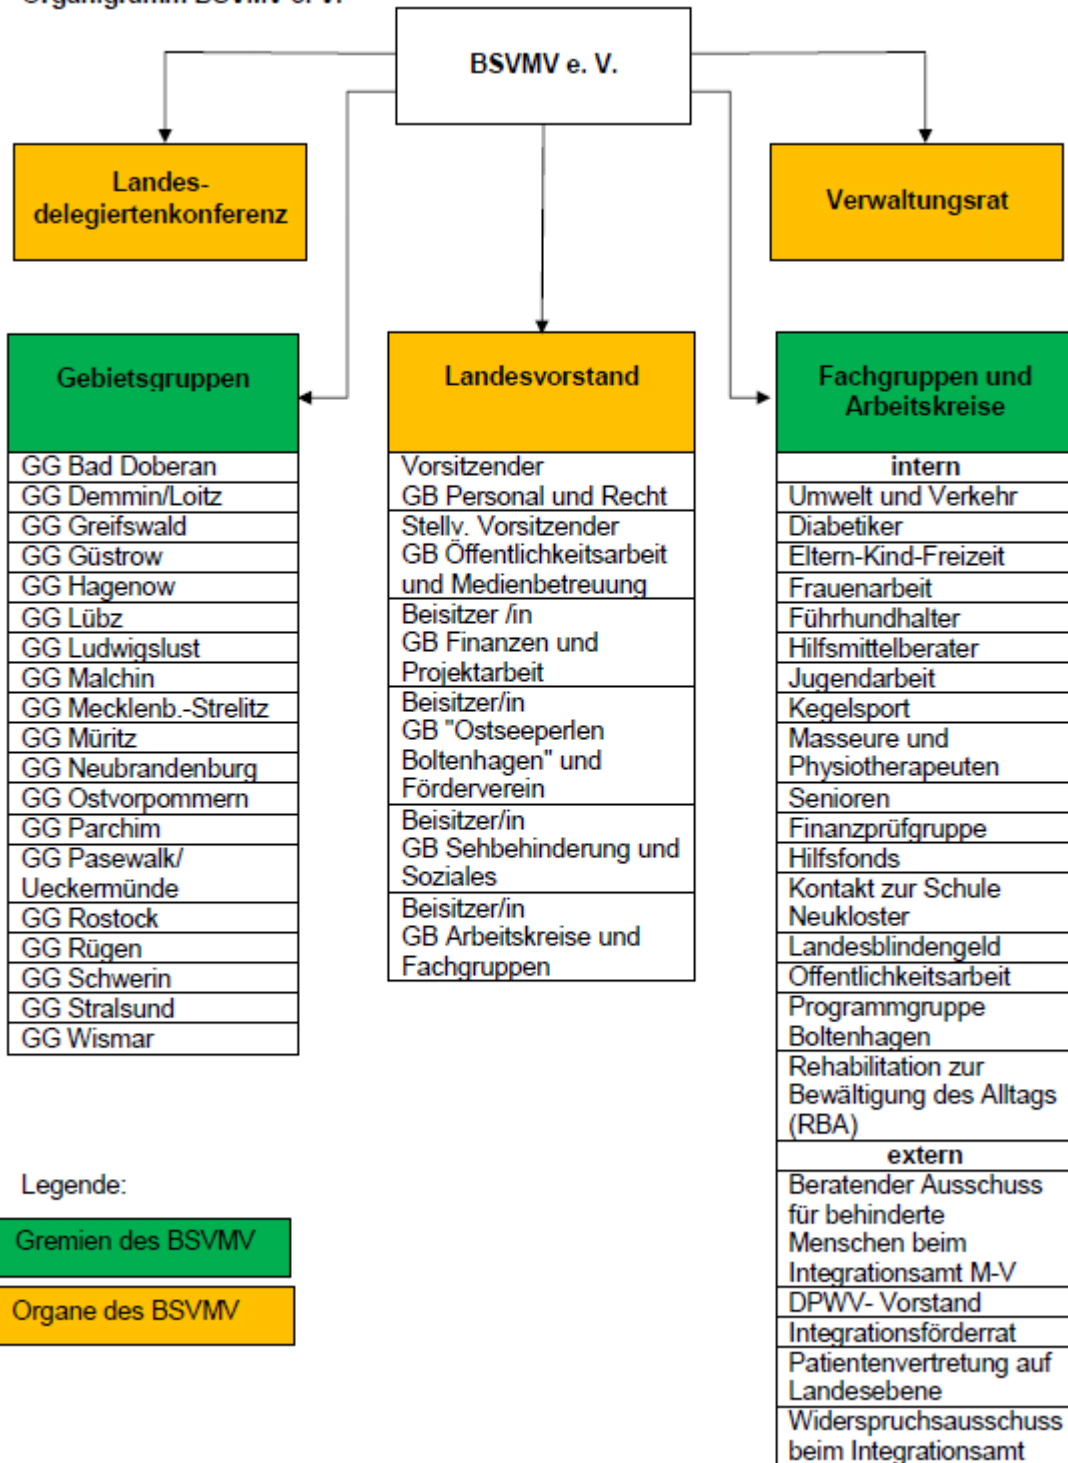 Organigramm BSVMV e. V.
BSVMV e. V.
Landes-
delegiertenkonferenz
Verwaltungsrat
Gebietsgruppen
GG Bad Doberan
GG Demmin/Loitz
GG Greifswald
GG Güstrow
GG Hagenow
GG Lübz
GG Ludwigslust
GG Malchin
GG Mecklenb.-Strelitz
GG Müritz
GG Neubrandenburg
GG Ostvorpommern
GG Parchim
GG Pasewalk/
Ueckermünde
GG Rostock
GG Rügen
GG Schwerin
GG Stralsund
GG Wismar
Landesvorstand
Vorsitzender
GB Personal und Recht
Stellv. Vorsitzender
GB Öffentlichkeitsarbeit
und Medienbetreuung
Beisitzer /in
GB Finanzen und
Projektarbeit
Beisitzer/in
GB "Ostseeperlen
Boltenhagen" und
Förderverein
Beisitzer/in
GB Sehbehinderung und
Soziales
Beisitzer/in
GB Arbeitskreise und
Fachgruppen
Fachgruppen und
Arbeitskreise
intern
Umwelt und Verkehr
Diabetiker
Eltern-Kind-Freizeit
Frauenarbeit
Führhundhalter
Hilfsmittelberater
Jugendarbeit
Kegelsport
Masseure und
Physiotherapeuten
Senioren
Finanzprüfgruppe
Hilfsfonds
Kontakt zur Schule
Neukloster
Landesblindengeld
Öffentlichkeitsarbeit
Programmgruppe
Boltenhagen
Rehabilitation zur
Bewältigung des Alltags
(RBA)
extern
Beratender Ausschuss
für behinderte
Menschen beim
Integrationsamt M-V
DPWV- Vorstand
Integrationsförderrat
Patientenvertretung auf
Landesebene
Widerspruchsausschuss
beim Integrationsamt
Legende:
Gremien des BSVMV
Organe des BSVMV